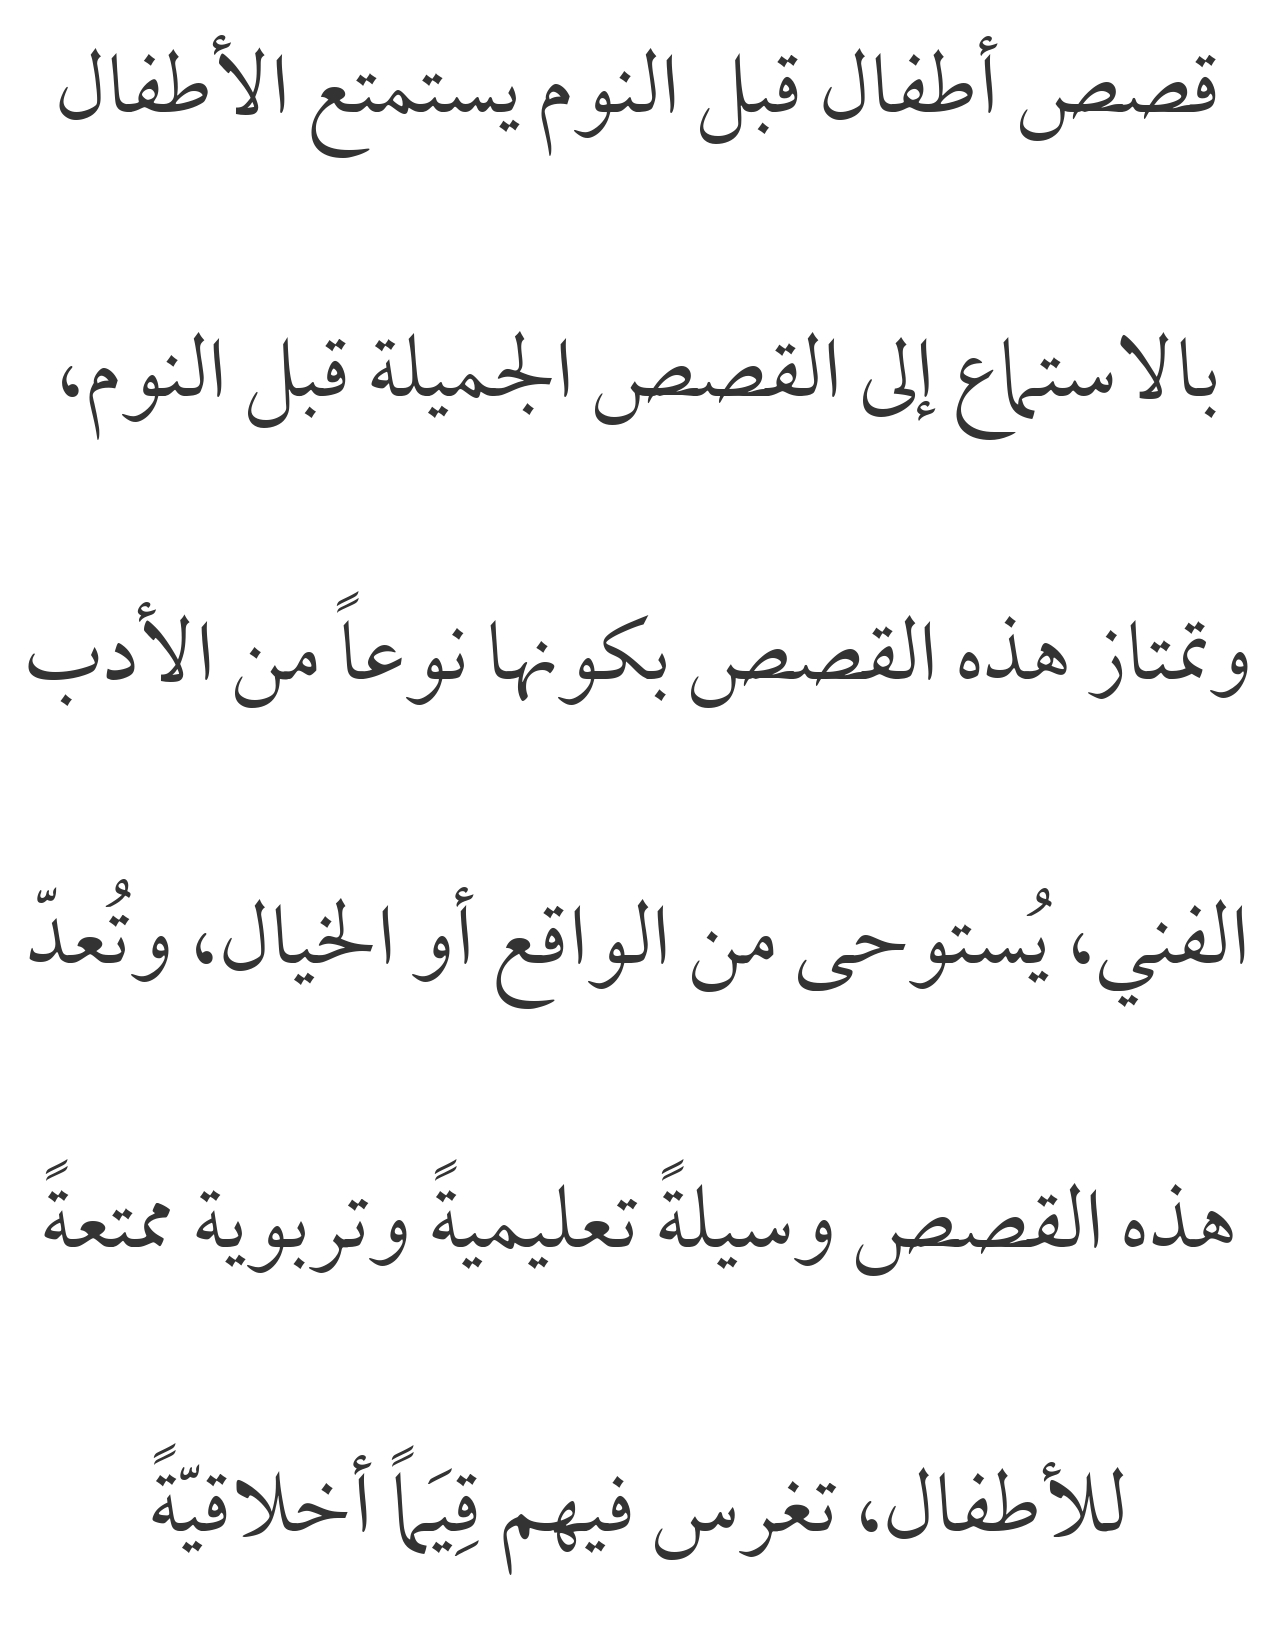 قصص أطفال قبل النوم يستمتع الأطفال
بالاستماع إلى القصص الجميلة قبل النوم،
وتمتاز هذه القصص بكونها نوعاً من الأدب
الفني، يُستوحى من الواقع أو الخيال، وتُعدّ
هذه القصص وسيلةً تعليميةً وتربوية ممتعةً
للأطفال، تغرس فيهم قِيَماً أخلاقيّةً